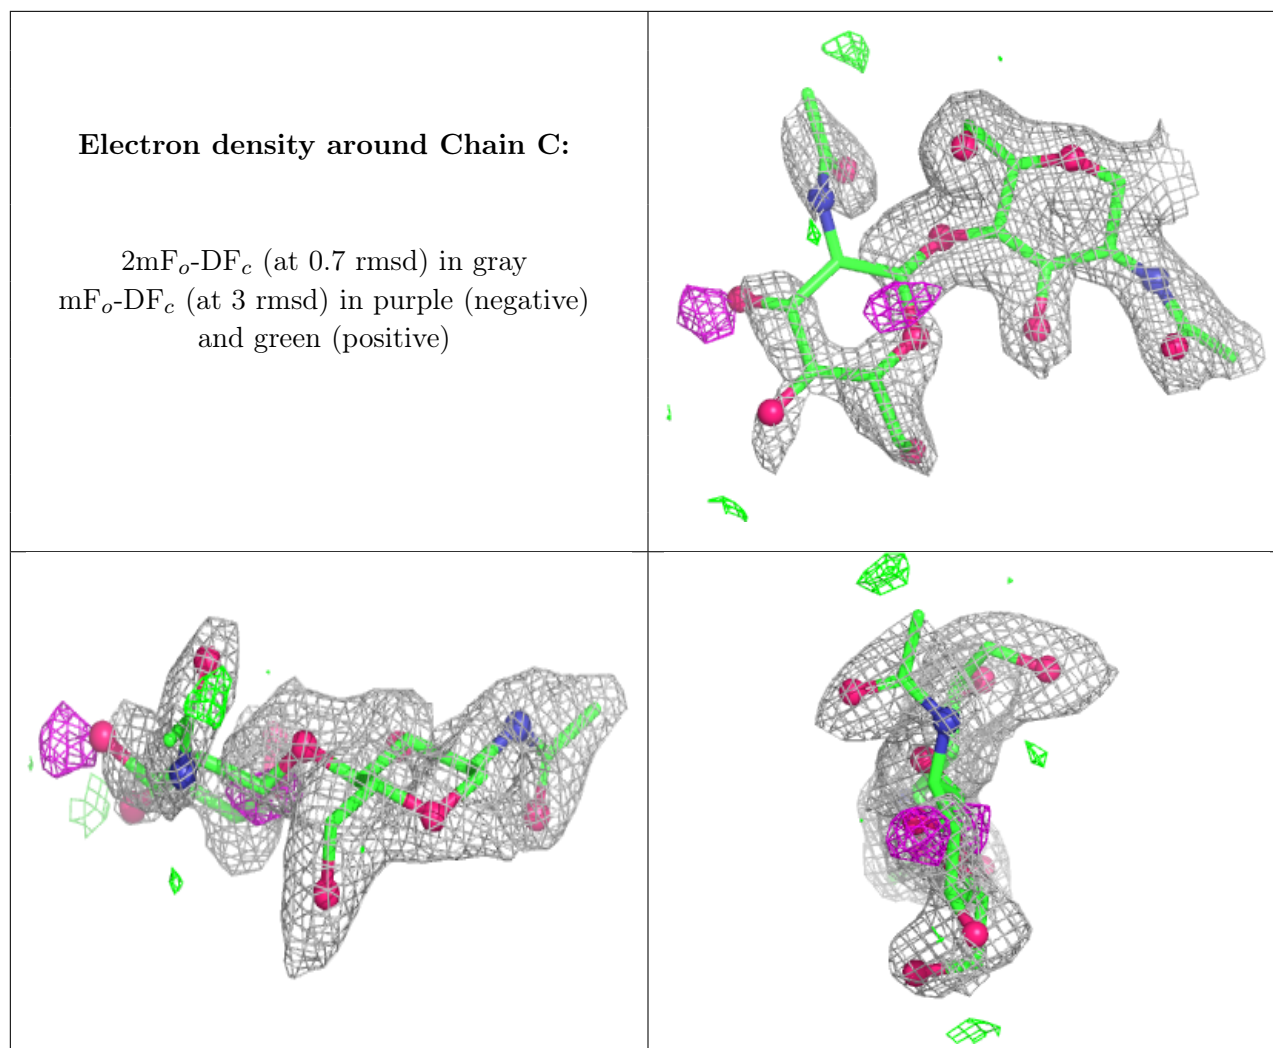 Electron density around Chain C:
2mFₒ-DF𝒸 (at 0.7 rmsd) in gray
mFₒ-DF𝒸 (at 3 rmsd) in purple (negative)
and green (positive)